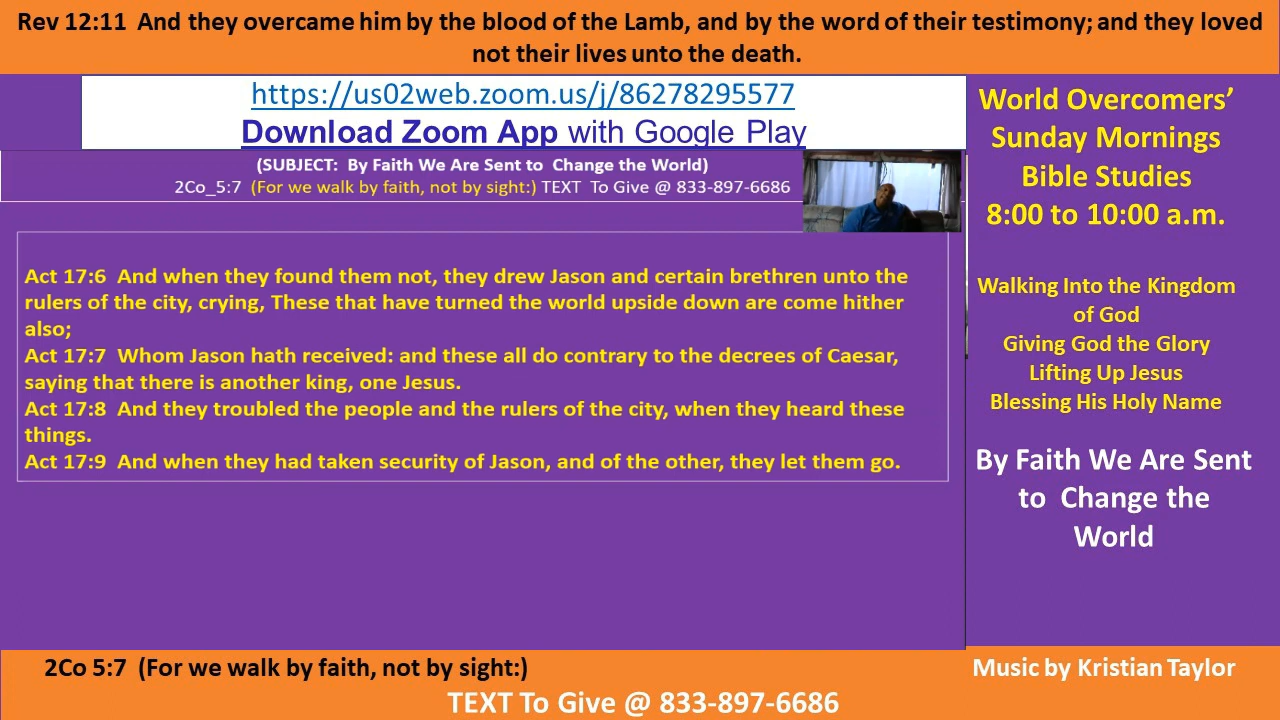 Rev 12:11  And they overcame him by the blood of the Lamb, and by the word of their testimony; and they loved
not their lives unto the death.
https://us02web.zoom.us/j/86278295577
Download Zoom App with Google Play
(SUBJECT:  By Faith We Are Sent to  Change the World)
2Co_5:7  (For we walk by faith, not by sight:) TEXT  To Give @ 833-897-6686
Act 17:6  And when they found them not, they drew Jason and certain brethren unto the
rulers of the city, crying, These that have turned the world upside down are come hither
also;
Act 17:7  Whom Jason hath received: and these all do contrary to the decrees of Caesar,
saying that there is another king, one Jesus.
Act 17:8  And they troubled the people and the rulers of the city, when they heard these
things.
Act 17:9  And when they had taken security of Jason, and of the other, they let them go.
World Overcomers’
Sunday Mornings
Bible Studies
8:00 to 10:00 a.m.
Walking Into the Kingdom
of God
Giving God the Glory
Lifting Up Jesus
Blessing His Holy Name
By Faith We Are Sent
to  Change the
World
2Co 5:7  (For we walk by faith, not by sight:)
Music by Kristian Taylor
TEXT To Give @ 833-897-6686